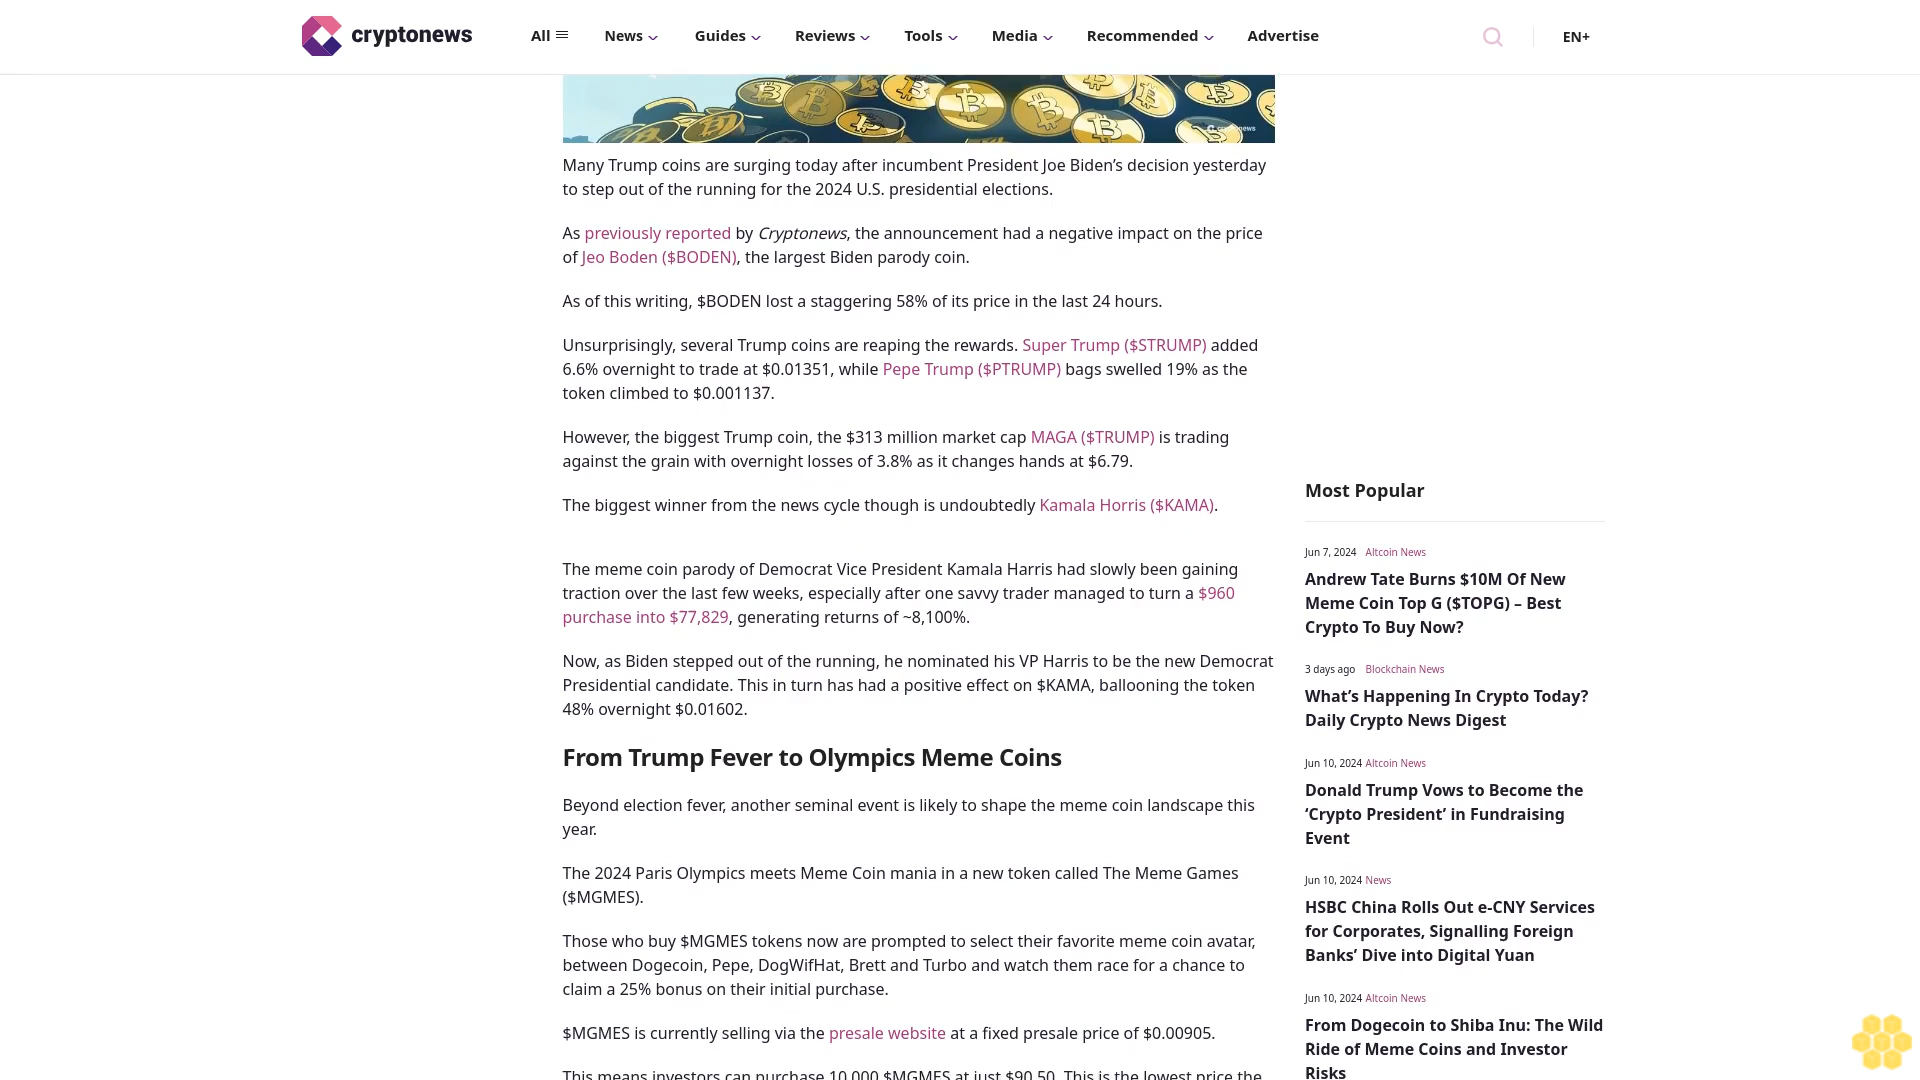 cryptonews
All
News
Guides
Reviews
Tools
Media
Recommended
Advertise
EN+
Many Trump coins are surging today after incumbent President Joe Biden’s decision yesterday
to step out of the running for the 2024 U.S. presidential elections.
As previously reported by Cryptonews, the announcement had a negative impact on the price
of Jeo Boden ($BODEN), the largest Biden parody coin.
As of this writing, $BODEN lost a staggering 58% of its price in the last 24 hours.
Unsurprisingly, several Trump coins are reaping the rewards. Super Trump ($STRUMP) added
6.6% overnight to trade at $0.01351, while Pepe Trump ($PTRUMP) bags swelled 19% as the
token climbed to $0.001137.
However, the biggest Trump coin, the $313 million market cap MAGA ($TRUMP) is trading
against the grain with overnight losses of 3.8% as it changes hands at $6.79.
The biggest winner from the news cycle though is undoubtedly Kamala Horris ($KAMA).
The meme coin parody of Democrat Vice President Kamala Harris had slowly been gaining
traction over the last few weeks, especially after one savvy trader managed to turn a $960
purchase into $77,829, generating returns of ~8,100%.
Now, as Biden stepped out of the running, he nominated his VP Harris to be the new Democrat
Presidential candidate. This in turn has had a positive effect on $KAMA, ballooning the token
48% overnight $0.01602.
From Trump Fever to Olympics Meme Coins
Beyond election fever, another seminal event is likely to shape the meme coin landscape this
year.
The 2024 Paris Olympics meets Meme Coin mania in a new token called The Meme Games
($MGMES).
Those who buy $MGMES tokens now are prompted to select their favorite meme coin avatar,
between Dogecoin, Pepe, DogWifHat, Brett and Turbo and watch them race for a chance to
claim a 25% bonus on their initial purchase.
$MGMES is currently selling via the presale website at a fixed presale price of $0.00905.
This means investors can purchase 10,000 $MGMES at just $90.50. This is the lowest price the
Most Popular
Jun 7, 2024 Altcoin News
Andrew Tate Burns $10M Of New
Meme Coin Top G ($TOPG) – Best
Crypto To Buy Now?
3 days ago Blockchain News
What’s Happening In Crypto Today?
Daily Crypto News Digest
Jun 10, 2024 Altcoin News
Donald Trump Vows to Become the
‘Crypto President’ in Fundraising
Event
Jun 10, 2024 News
HSBC China Rolls Out e-CNY Services
for Corporates, Signalling Foreign
Banks’ Dive into Digital Yuan
Jun 10, 2024 Altcoin News
From Dogecoin to Shiba Inu: The Wild
Ride of Meme Coins and Investor
Risks